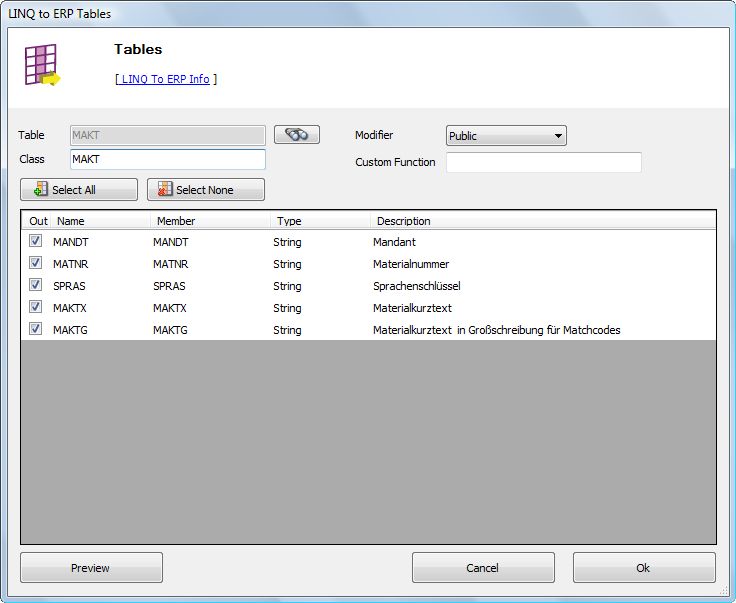 LINQ to ERP Tables
Tables
[ LINQ To ERP Info ]
Table MAKT Modifier Public
Class MAKT Custom Function
Select All Select None
Out Name Member Type Description
MANDT MANDT String Mandant
MATNR MATNR String Materialnummer
SPRAS SPRAS String Sprachenschlüssel
MAKTX MAKTX String Materialkurztext
MAKTG MAKTG String Materialkurztext in Großschreibung für Matchcodes
Preview Cancel Ok